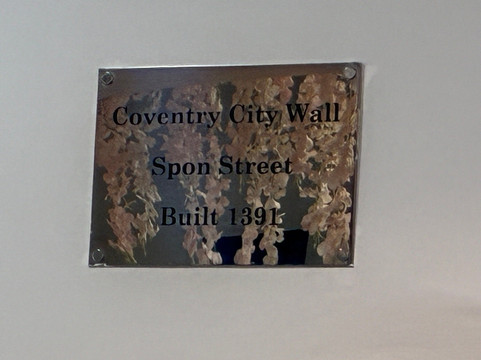 Coventry City Wall
Spon Street
Built 1391